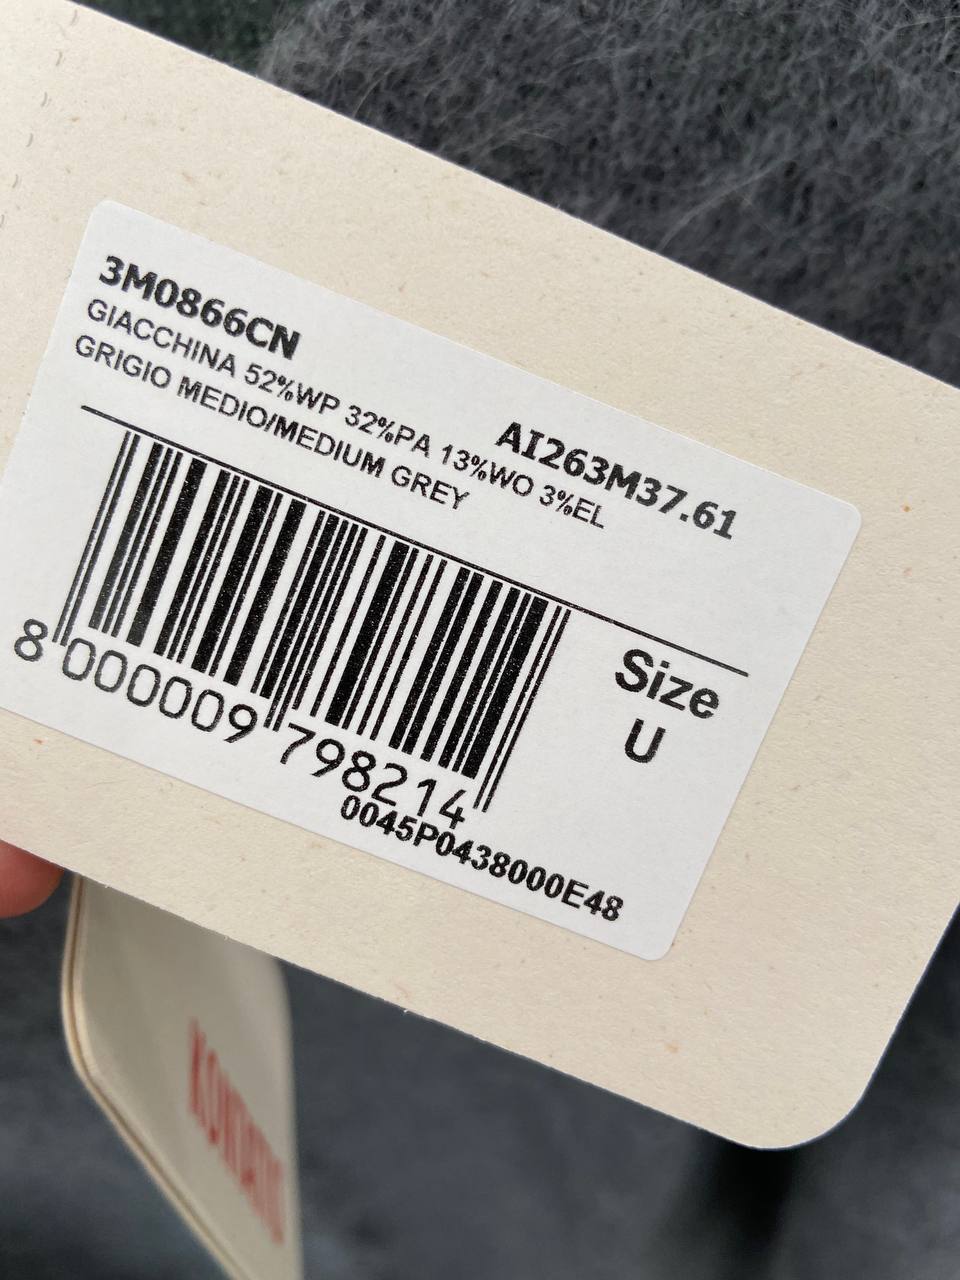 3M0866CN
AI263M37.61
GIACCHINA 52%WP 32%PA 13%WO 3%EL
GRIGIO MEDIO/MEDIUM GREY
Size
U
8 000009 798214
0045P0438000E48